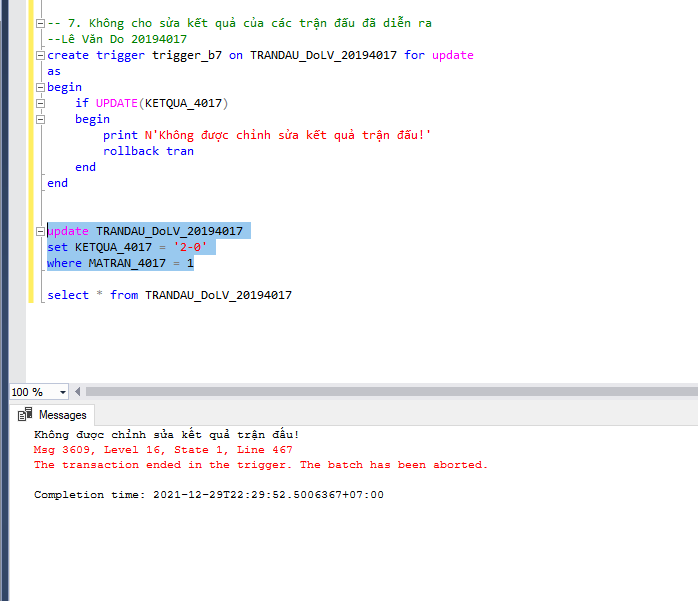 -- 7. Không cho sửa kết quả của các trận đấu đã diễn ra
--Lê Văn Do 20194017
create trigger trigger_b7 on TRANDAU_DoLV_20194017 for update
as
begin
if UPDATE(KETQUA_4017)
begin
print N'Không được chỉnh sửa kết quả trận đấu!'
rollback tran
end
end
update TRANDAU_DoLV_20194017
set KETQUA_4017 = '2-0'
where MATRAN_4017 = 1
select * from TRANDAU_DoLV_20194017
100 %
Messages
Không được chỉnh sửa kết quả trận đấu!
Msg 3609, Level 16, State 1, Line 467
The transaction ended in the trigger. The batch has been aborted.
Completion time: 2021-12-29T22:29:52.5006367+07:00